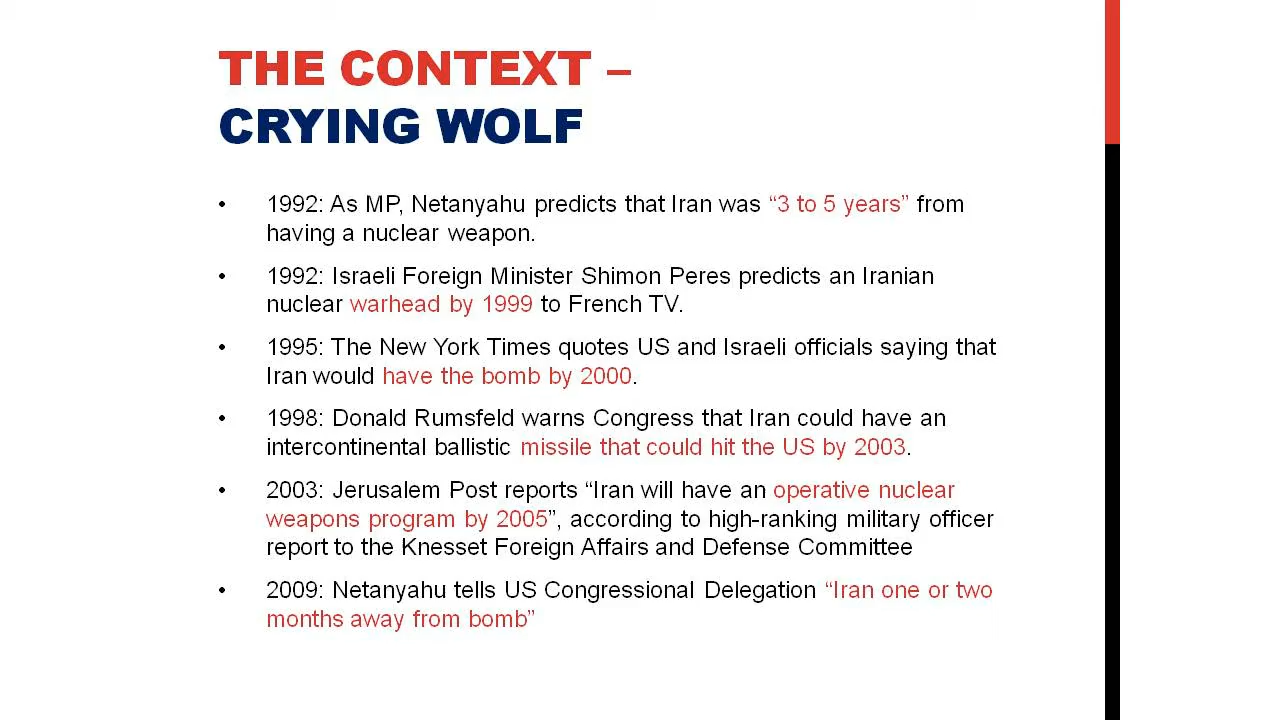 THE CONTEXT –
CRYING WOLF
• 1992: As MP, Netanyahu predicts that Iran was “3 to 5 years” from
having a nuclear weapon.
• 1992: Israeli Foreign Minister Shimon Peres predicts an Iranian
nuclear warhead by 1999 to French TV.
• 1995: The New York Times quotes US and Israeli officials saying that
Iran would have the bomb by 2000.
• 1998: Donald Rumsfeld warns Congress that Iran could have an
intercontinental ballistic missile that could hit the US by 2003.
• 2003: Jerusalem Post reports “Iran will have an operative nuclear
weapons program by 2005”, according to high-ranking military officer
report to the Knesset Foreign Affairs and Defense Committee
• 2009: Netanyahu tells US Congressional Delegation “Iran one or two
months away from bomb”